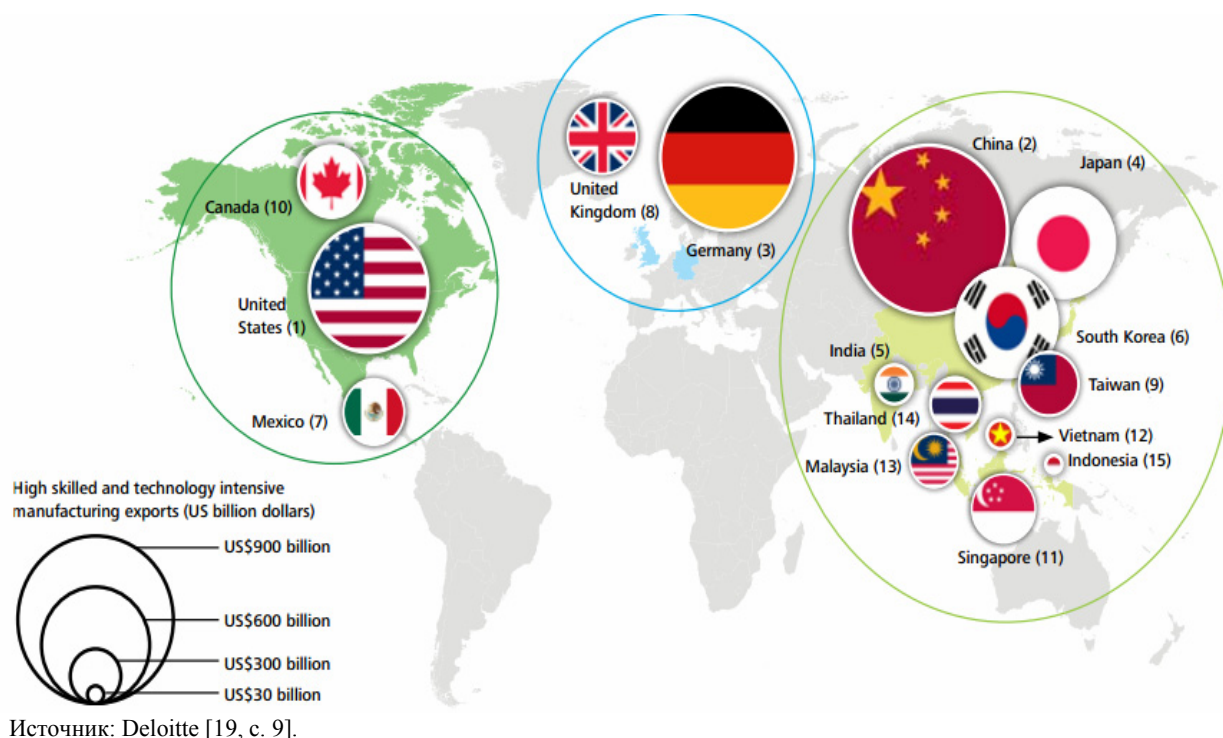 Canada (10)
United
States (1)
Mexico (7)
United
Kingdom (8)
Germany (3)
China (2)
Japan (4)
South Korea (6)
India (5)
Taiwan (9)
Thailand (14)
Vietnam (12)
Malaysia (13)
Indonesia (15)
Singapore (11)
High skilled and technology intensive
manufacturing exports (US billion dollars)
US$900 billion
US$600 billion
US$300 billion
US$30 billion
Источник: Deloitte [19, с. 9].